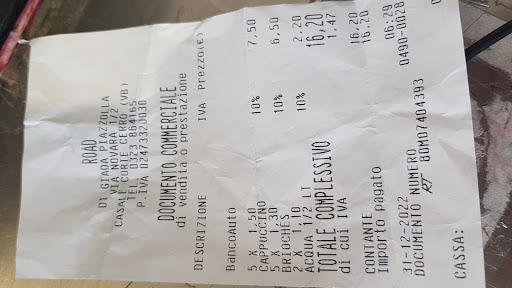 ROAD
DI GIADA PIAZZOLLA
VIA NOVARA 1/2
CASALE CORTE CERRO (VB)
TEL 0323 864165
P.IVA 02473320030
DOCUMENTO COMMERCIALE
di vendita o prestazione
DESCRIZIONE IVA Prezzo(€)
BancoAuto
5 X 1,50
CAPPUCCINO 10% 7,50
5 X 1,30
BRIOCHES 10% 6,50
2 X 1,10
ACQUA 1/2 LT 10% 2,20
TOTALE COMPLESSIVO 16,20
di cui IVA 1,47
CONTANTE 16,20
Importo pagato 16,20
31-12-2022 06:29
DOCUMENTO NUMERO 0490-0028
RT 80M07404393
CASSA: